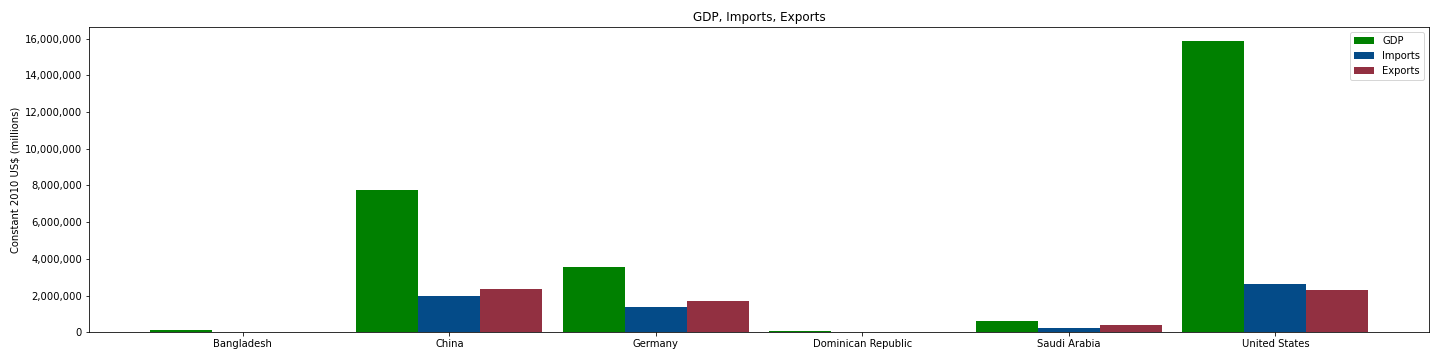 GDP, Imports, Exports
Constant 2010 US$ (millions)
16,000,000
14,000,000
12,000,000
10,000,000
8,000,000
6,000,000
4,000,000
2,000,000
0
GDP
Imports
Exports
Bangladesh
China
Germany
Dominican Republic
Saudi Arabia
United States